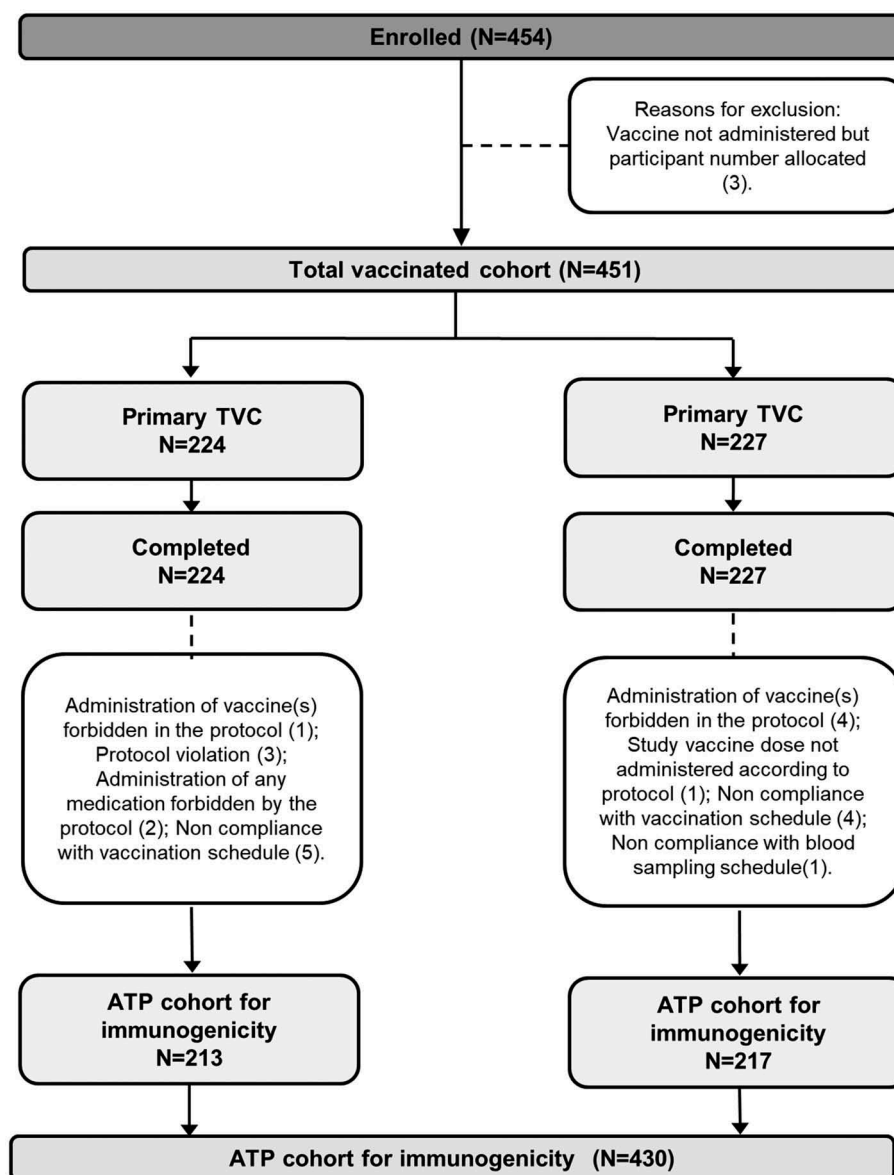 Enrolled (N=454)
Reasons for exclusion:
Vaccine not administered but
participant number allocated
(3).
Total vaccinated cohort (N=451)
Primary TVC
N=224
Primary TVC
N=227
Completed
N=224
Completed
N=227
Administration of vaccine(s)
forbidden in the protocol (1);
Protocol violation (3);
Administration of any
medication forbidden by the
protocol (2); Non compliance
with vaccination schedule (5).
Administration of vaccine(s)
forbidden in the protocol (4);
Study vaccine dose not
administered according to
protocol (1); Non compliance
with vaccination schedule (4);
Non compliance with blood
sampling schedule(1).
ATP cohort for
immunogenicity
N=213
ATP cohort for
immunogenicity
N=217
ATP cohort for immunogenicity (N=430)